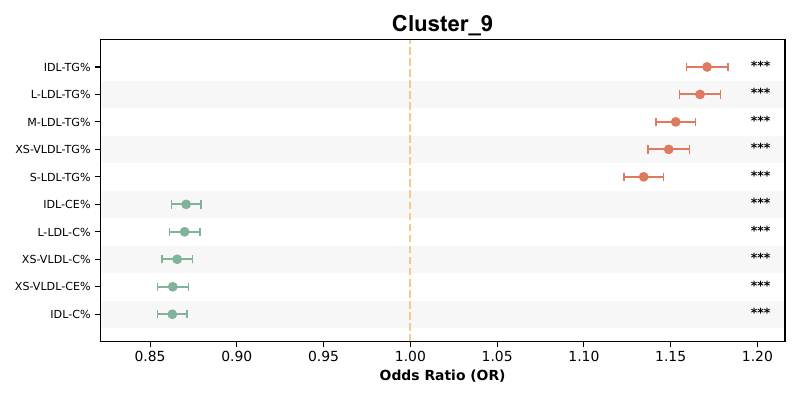 Cluster_9
IDL-TG% ***
L-LDL-TG% ***
M-LDL-TG% ***
XS-VLDL-TG% ***
S-LDL-TG% ***
IDL-CE% ***
L-LDL-C% ***
XS-VLDL-C% ***
XS-VLDL-CE% ***
IDL-C% ***
0.85 0.90 0.95 1.00 1.05 1.10 1.15 1.20
Odds Ratio (OR)